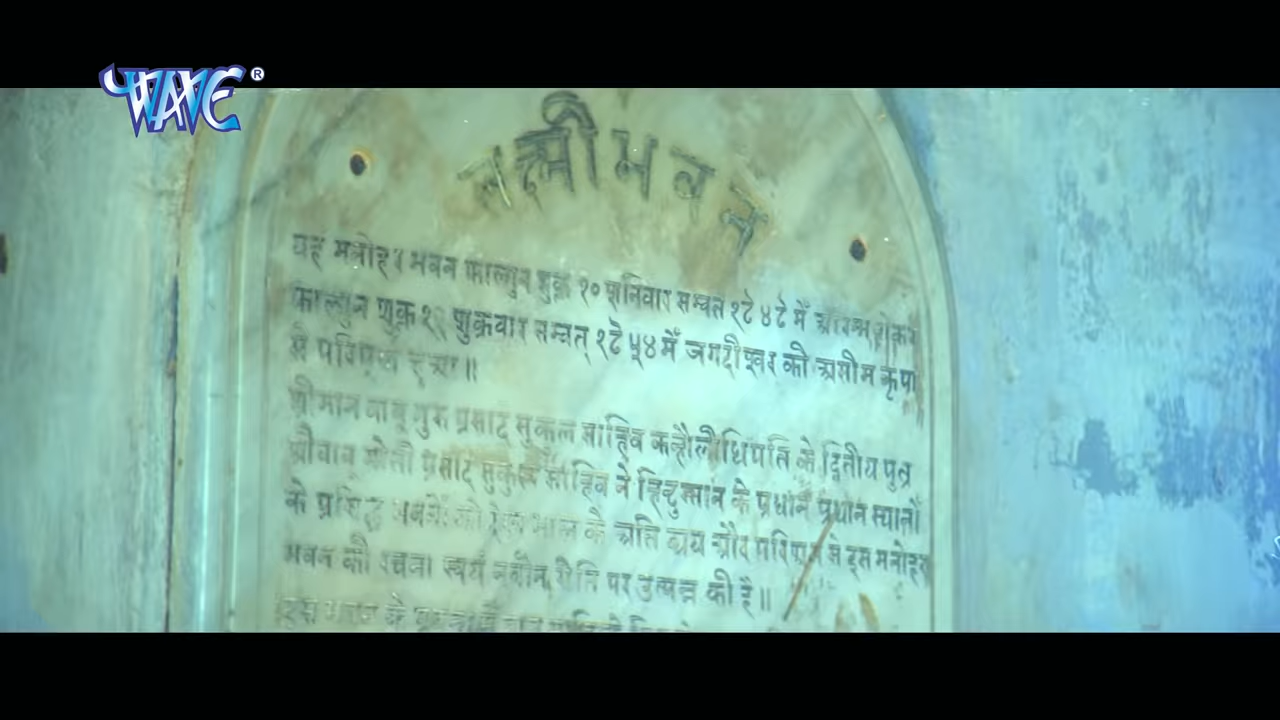 WAVE ®
लक्ष्मी भवन
यह मनोहर भवन फाल्गुन शुक्ल १० शनिवार सम्वत १९४९ में आरम्भ होकर
फाल्गुन शुक्ल १२ शुक्रवार सम्वत् १९५४ में जगदीश्वर की असीम कृपा
से परिपूर्ण हुआ॥
श्रीमान बाबू गुरु प्रसाद सुकुल साहिब कन्हौलीधिपति के द्वितीय पुत्र
श्री बाबू मोती प्रसाद सुकुल साहिब ने हिन्दुस्तान के प्रधान प्रधान स्थानों
के प्रसिद्ध भवनों को देख भाल के अति व्यय और परिश्रम से इस मनोहर
भवन की रचना स्वयं नवीन रीति पर उत्पन्न की है॥